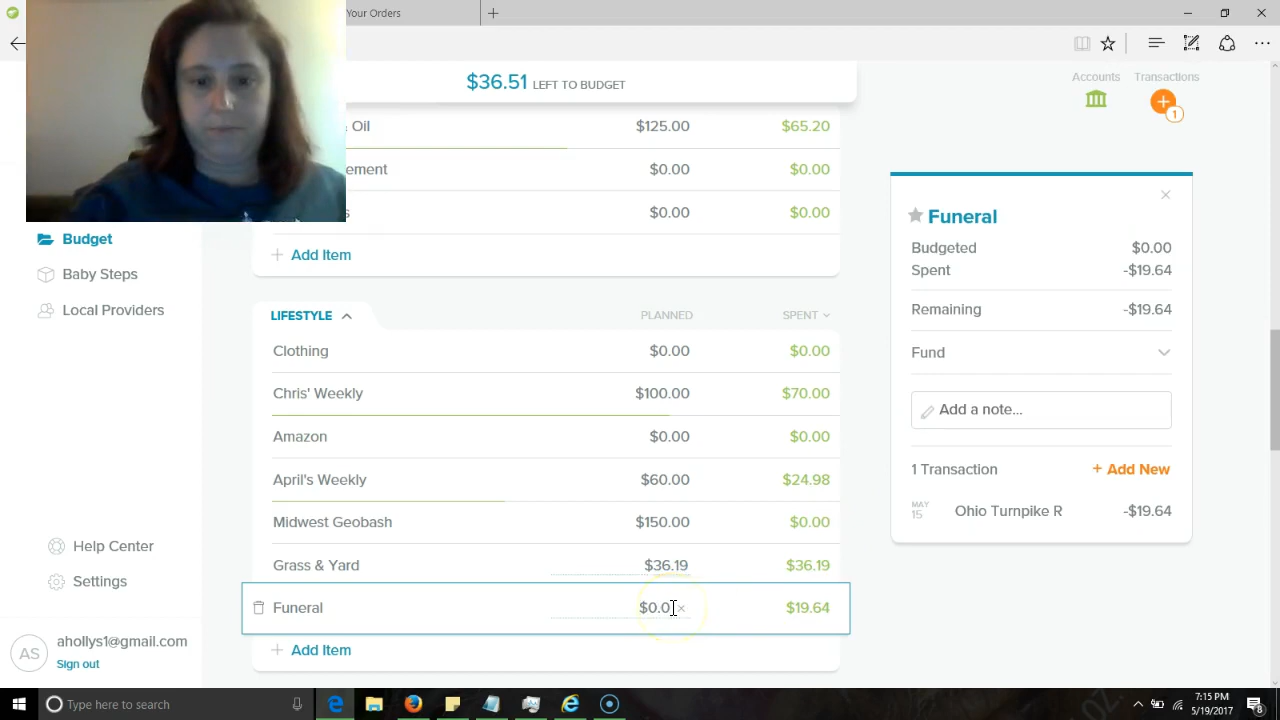 Your Orders
$36.51 LEFT TO BUDGET
Accounts
Transactions
1
& Oil $125.00 $65.20
ement $0.00 $0.00
s $0.00 $0.00
+ Add Item
Budget
Baby Steps
Local Providers
Help Center
Settings
AS
ahollys1@gmail.com
Sign out
LIFESTYLE PLANNED SPENT
Clothing $0.00 $0.00
Chris' Weekly $100.00 $70.00
Amazon $0.00 $0.00
April's Weekly $60.00 $24.98
Midwest Geobash $150.00 $0.00
Grass & Yard $36.19 $36.19
Funeral $0.0 × $19.64
+ Add Item
Funeral
Budgeted $0.00
Spent -$19.64
Remaining -$19.64
Fund
Add a note...
1 Transaction + Add New
MAY 15 Ohio Turnpike R -$19.64
Type here to search
7:15 PM
5/19/2017